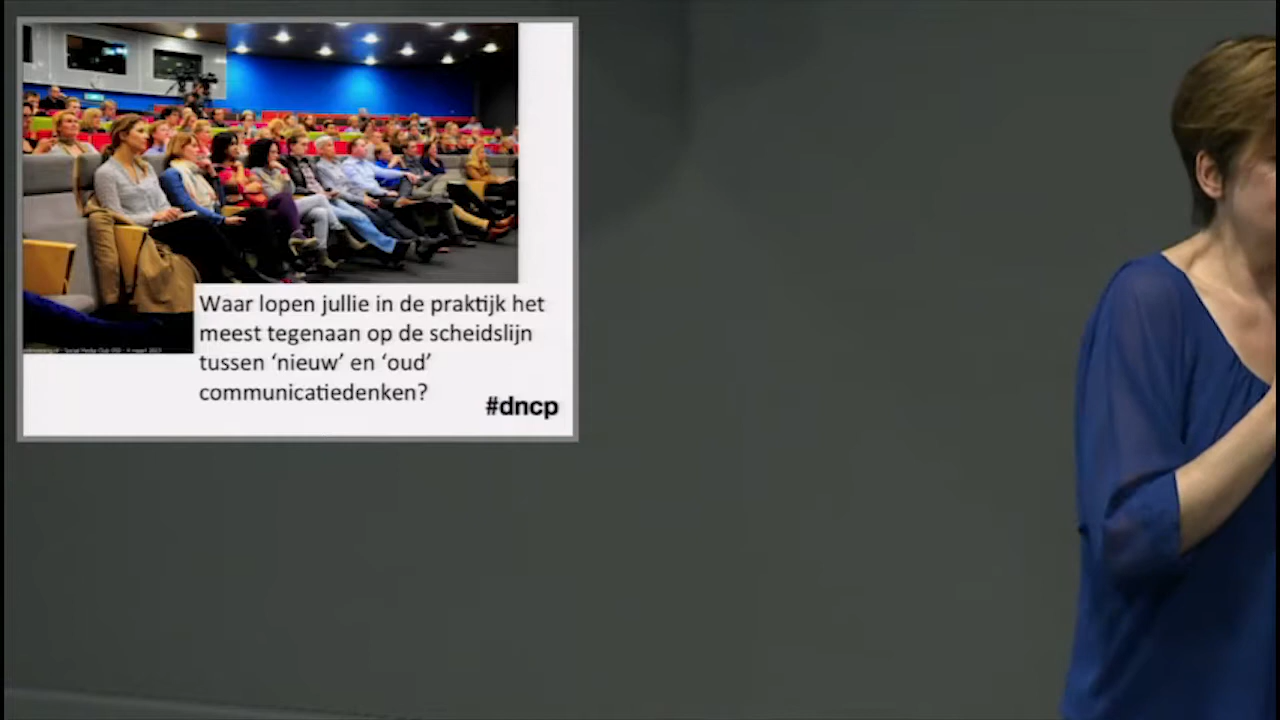 Waar lopen jullie in de praktijk het
meest tegenaan op de scheidslijn
tussen ‘nieuw’ en ‘oud’
communicatiedenken?
#dncp